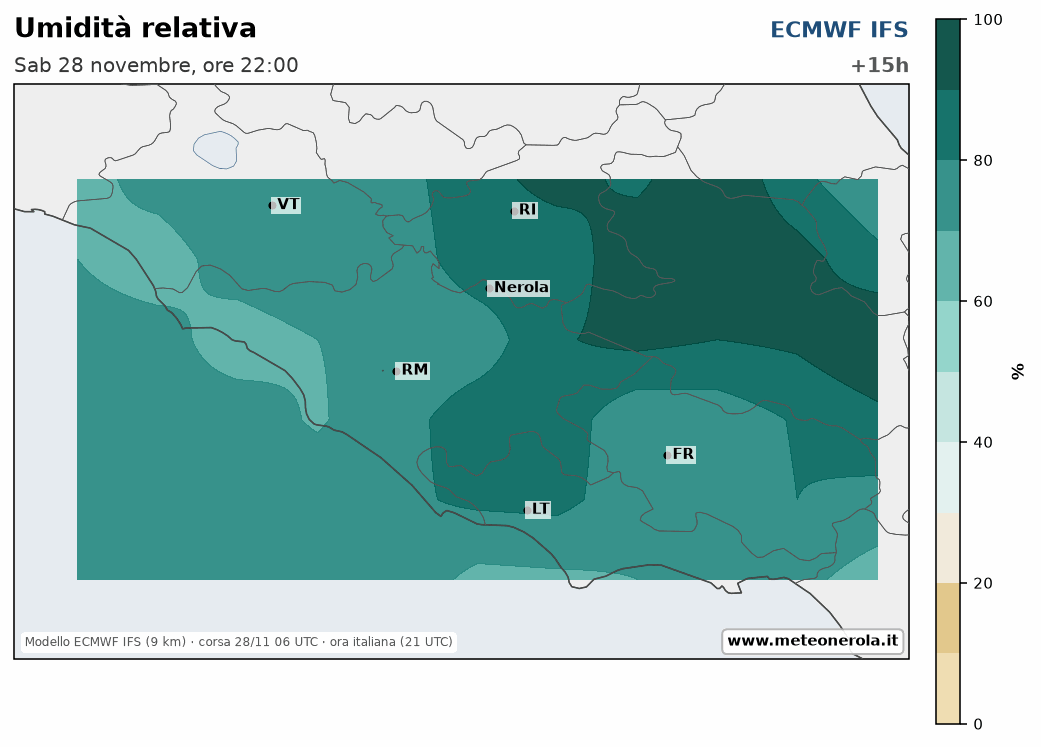 Umidità relativa
ECMWF IFS
Sab 28 novembre, ore 22:00
+15h
VT
RI
Nerola
RM
FR
LT
Modello ECMWF IFS (9 km) · corsa 28/11 06 UTC · ora italiana (21 UTC)
www.meteonerola.it
100
80
60
40
20
0
%